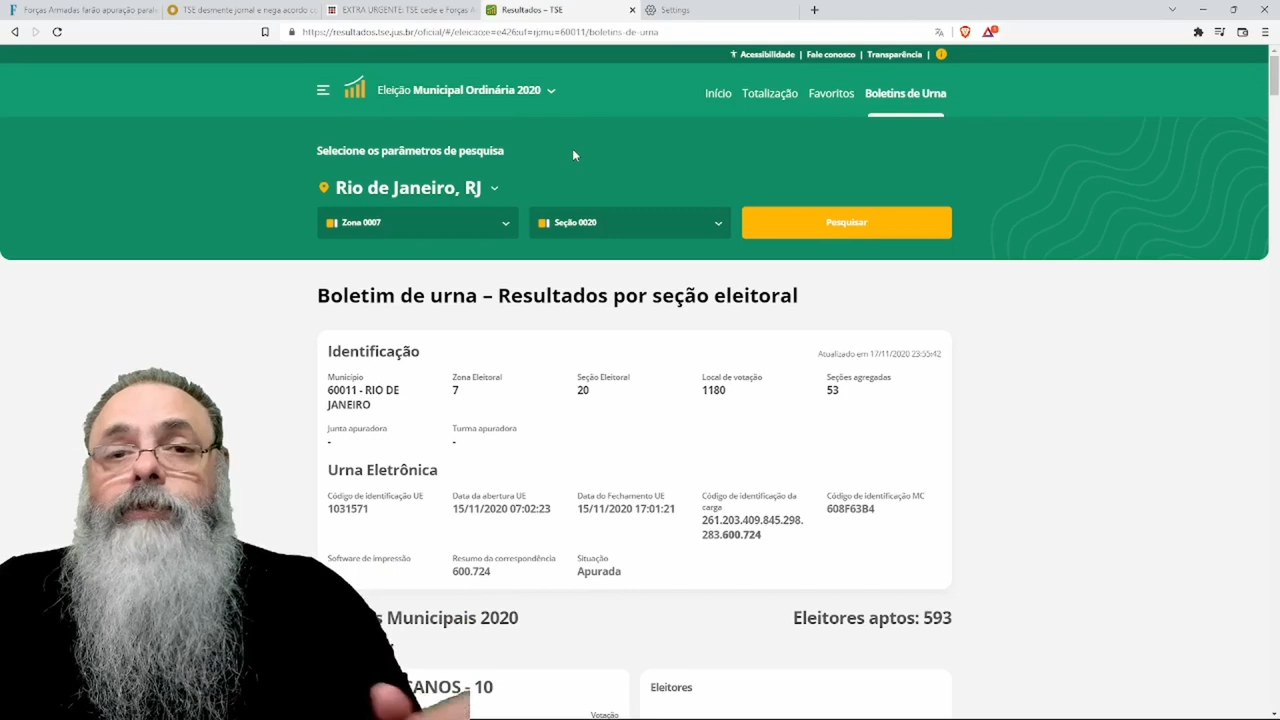 Forças Armadas farão apuração paral
TSE desmente jornal e nega acordo c
EXTRA URGENTE: TSE cede e Forças A
Resultados – TSE
Settings
https://resultados.tse.jus.br/oficial/#/eleicao;e=e426;uf=rj;mu=60011/boletins-de-urna
Acessibilidade | Fale conosco | Transparência |
Eleição Municipal Ordinária 2020
Início Totalização Favoritos Boletins de Urna
Selecione os parâmetros de pesquisa
Rio de Janeiro, RJ
Zona 0007
Seção 0020
Pesquisar
Boletim de urna – Resultados por seção eleitoral
Identificação
Atualizado em 17/11/2020 23:55:42
Município
60011 - RIO DE
JANEIRO
Zona Eleitoral
7
Seção Eleitoral
20
Local de votação
1180
Seções agregadas
53
Junta apuradora
-
Turma apuradora
-
Urna Eletrônica
Código de identificação UE
1031571
Data da abertura UE
15/11/2020 07:02:23
Data do Fechamento UE
15/11/2020 17:01:21
Código de identificação da
carga
261.203.409.845.298.
283.600.724
Código de identificação MC
608F63B4
Software de impressão
Resumo da correspondência
600.724
Situação
Apurada
s Municipais 2020
Eleitores aptos: 593
CANOS - 10
Votação
Eleitores